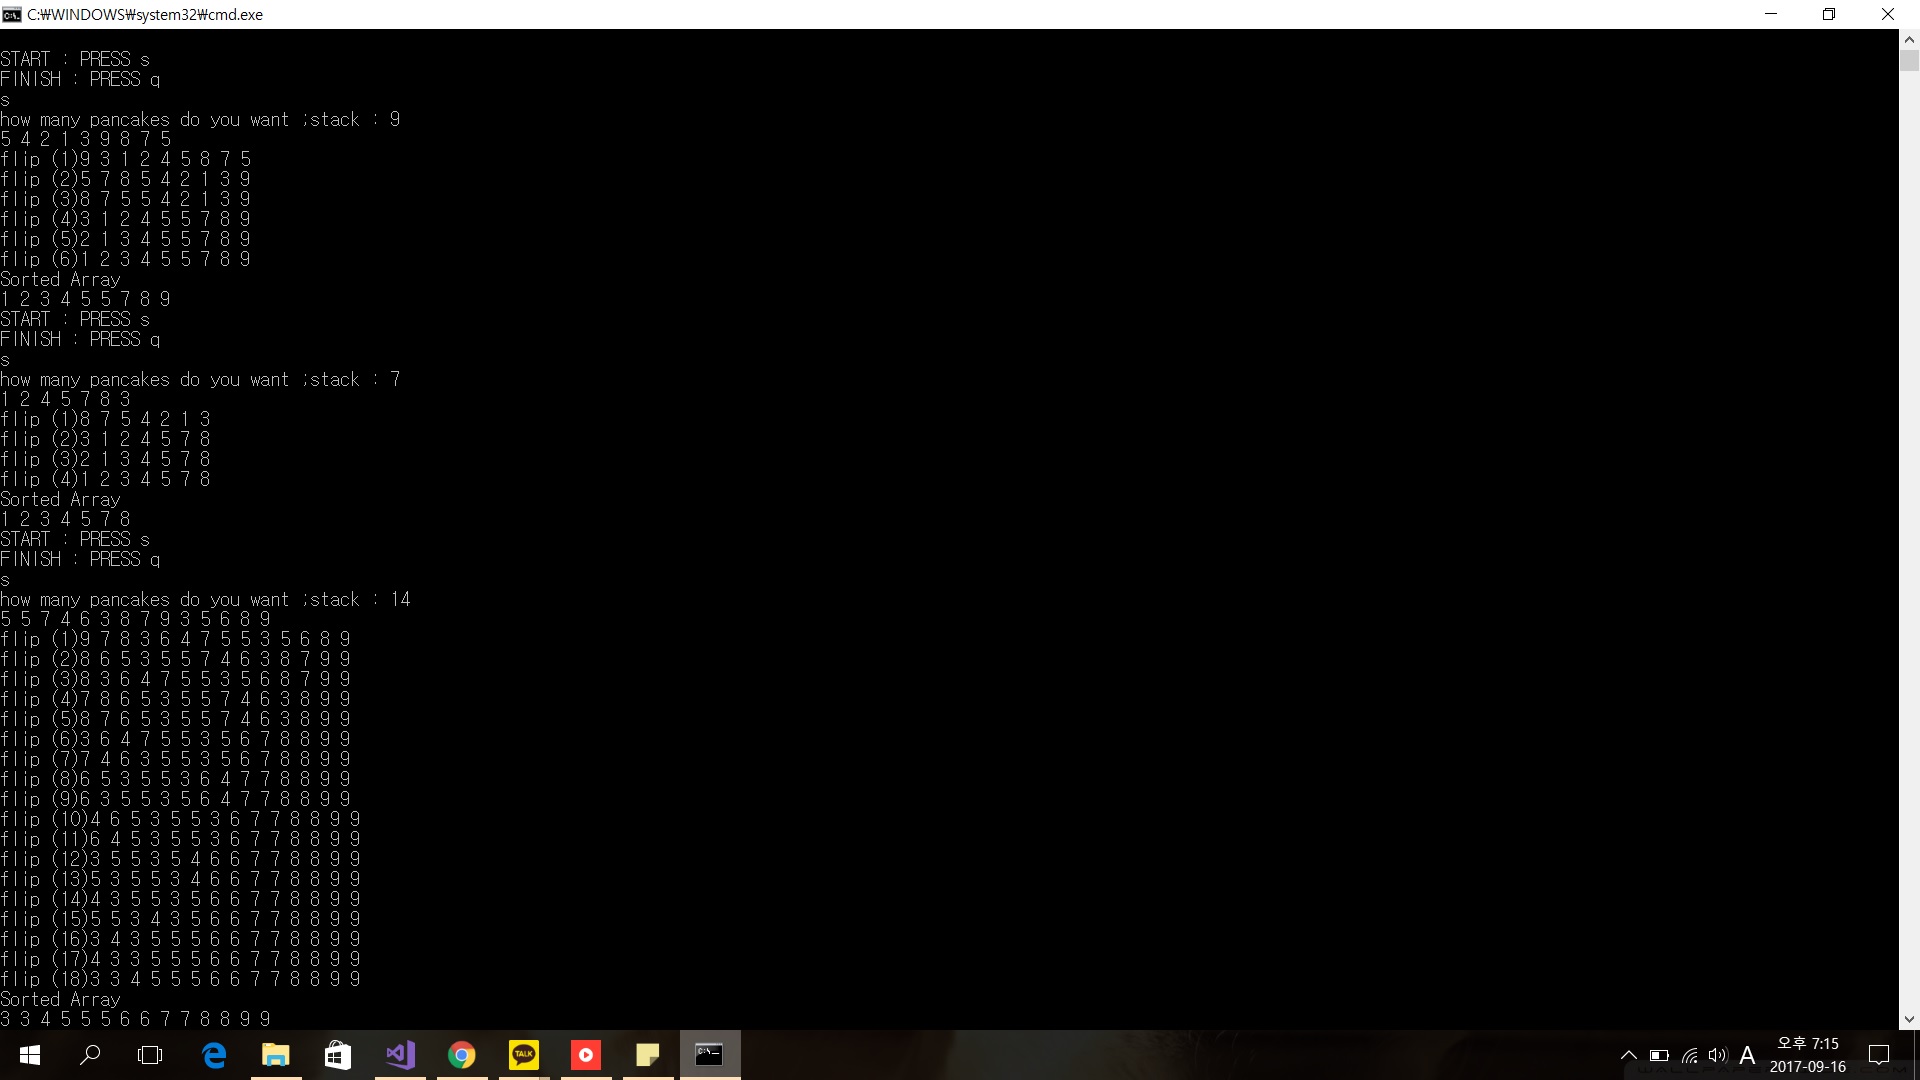 C:₩WINDOWS₩system32₩cmd.exe
START : PRESS s
FINISH : PRESS q
s
how many pancakes do you want ;stack : 9
5 4 2 1 3 9 8 7 5
flip (1)9 3 1 2 4 5 8 7 5
flip (2)5 7 8 5 4 2 1 3 9
flip (3)8 7 5 5 4 2 1 3 9
flip (4)3 1 2 4 5 5 7 8 9
flip (5)2 1 3 4 5 5 7 8 9
flip (6)1 2 3 4 5 5 7 8 9
Sorted Array
1 2 3 4 5 5 7 8 9
START : PRESS s
FINISH : PRESS q
s
how many pancakes do you want ;stack : 7
1 2 4 5 7 8 3
flip (1)8 7 5 4 2 1 3
flip (2)3 1 2 4 5 7 8
flip (3)2 1 3 4 5 7 8
flip (4)1 2 3 4 5 7 8
Sorted Array
1 2 3 4 5 7 8
START : PRESS s
FINISH : PRESS q
s
how many pancakes do you want ;stack : 14
5 5 7 4 6 3 8 7 9 3 5 6 8 9
flip (1)9 7 8 3 6 4 7 5 5 3 5 6 8 9
flip (2)8 6 5 3 5 5 7 4 6 3 8 7 9 9
flip (3)8 3 6 4 7 5 5 3 5 6 8 7 9 9
flip (4)7 8 6 5 3 5 5 7 4 6 3 8 9 9
flip (5)8 7 6 5 3 5 5 7 4 6 3 8 9 9
flip (6)3 6 4 7 5 5 3 5 6 7 8 8 9 9
flip (7)7 4 6 3 5 5 3 5 6 7 8 8 9 9
flip (8)6 5 3 5 5 3 6 4 7 7 8 8 9 9
flip (9)6 3 5 5 3 5 6 4 7 7 8 8 9 9
flip (10)4 6 5 3 5 5 3 6 7 7 8 8 9 9
flip (11)6 4 5 3 5 5 3 6 7 7 8 8 9 9
flip (12)3 5 5 3 5 4 6 6 7 7 8 8 9 9
flip (13)5 3 5 5 3 4 6 6 7 7 8 8 9 9
flip (14)4 3 5 5 3 5 6 6 7 7 8 8 9 9
flip (15)5 5 3 4 3 5 6 6 7 7 8 8 9 9
flip (16)3 4 3 5 5 5 6 6 7 7 8 8 9 9
flip (17)4 3 3 5 5 5 6 6 7 7 8 8 9 9
flip (18)3 3 4 5 5 5 6 6 7 7 8 8 9 9
Sorted Array
3 3 4 5 5 5 6 6 7 7 8 8 9 9
TALK
A
오후 7:15
2017-09-16